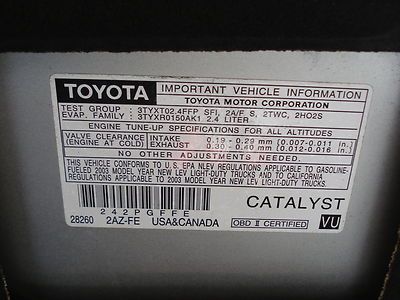 TOYOTA IMPORTANT VEHICLE INFORMATION
TOYOTA MOTOR CORPORATION
TEST GROUP : 3TYXT02.4FFP SFI, 2A/F S, 2TWC, 2HO2S
EVAP. FAMILY : 3TYXR0150AK1 2.4 LITER
ENGINE TUNE-UP SPECIFICATIONS FOR ALL ALTITUDES
VALVE CLEARANCE IN. 0.19 - 0.29 mm (0.007-0.011 in.)
(ENGINE AT COLD) EX. 0.30 - 0.40 mm (0.012-0.016 in.)
NO OTHER ADJUSTMENTS NEEDED.
THIS VEHICLE CONFORMS TO U.S. EPA NLEV REGULATIONS APPLICABLE TO GASOLINE-
FUELED 2003 MODEL YEAR NEW LEV LIGHT-DUTY TRUCKS AND TO CALIFORNIA
REGULATIONS APPLICABLE TO 2003 MODEL YEAR NEW LEV LIGHT-DUTY TRUCKS.
CATALYST
242PGFFE
28260 2AZ-FE USA&CANADA OBD II CERTIFIED VU